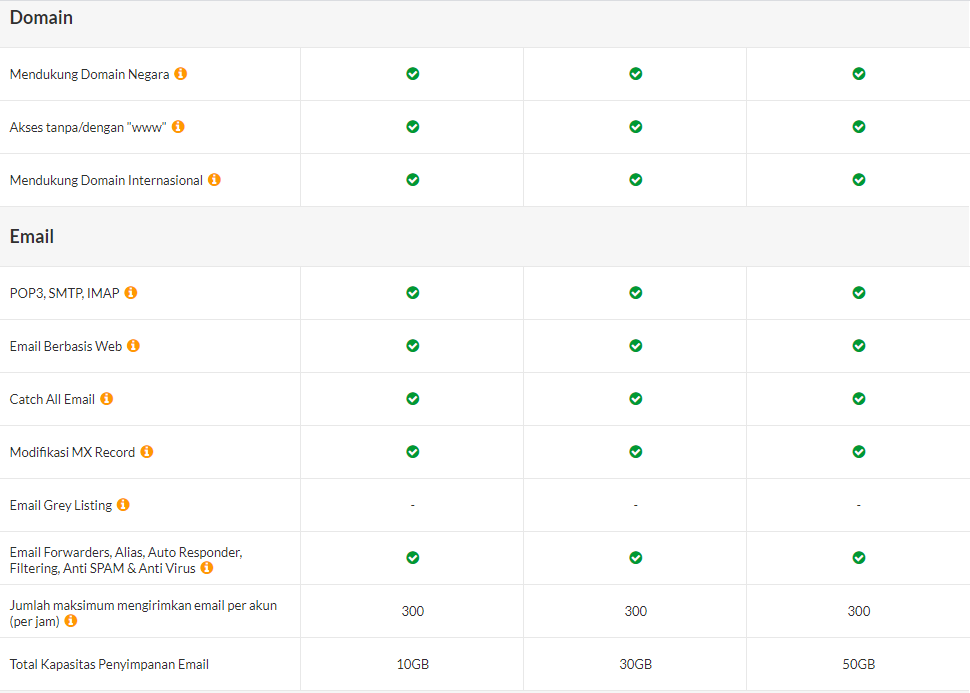 Domain
Mendukung Domain Negara
Akses tanpa/dengan "www"
Mendukung Domain Internasional
Email
POP3, SMTP, IMAP
Email Berbasis Web
Catch All Email
Modifikasi MX Record
Email Grey Listing - - -
Email Forwarders, Alias, Auto Responder,
Filtering, Anti SPAM & Anti Virus
Jumlah maksimum mengirimkan email per akun
(per jam) 300 300 300
Total Kapasitas Penyimpanan Email 10GB 30GB 50GB